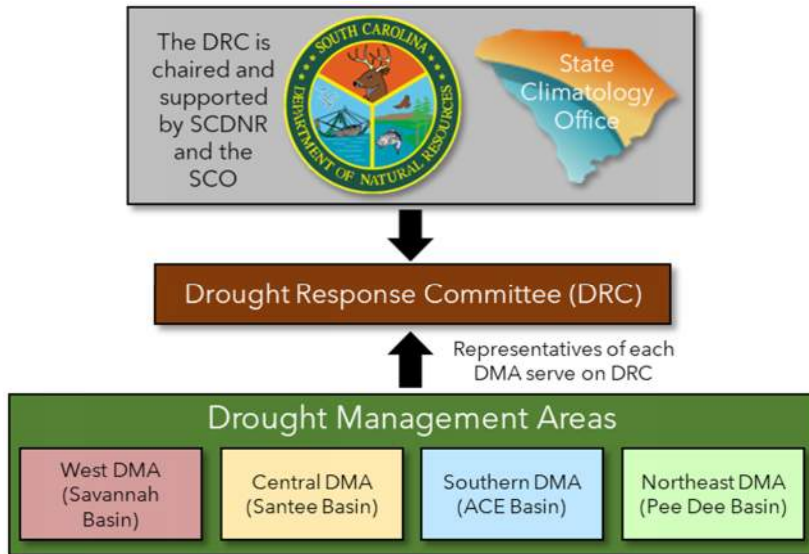 The DRC is
chaired and
supported
by SCDNR
and the
SCO
SOUTH CAROLINA
DEPARTMENT OF NATURAL RESOURCES
State
Climatology
Office
Drought Response Committee (DRC)
Representatives of each
DMA serve on DRC
Drought Management Areas
West DMA
(Savannah
Basin)
Central DMA
(Santee Basin)
Southern DMA
(ACE Basin)
Northeast DMA
(Pee Dee Basin)